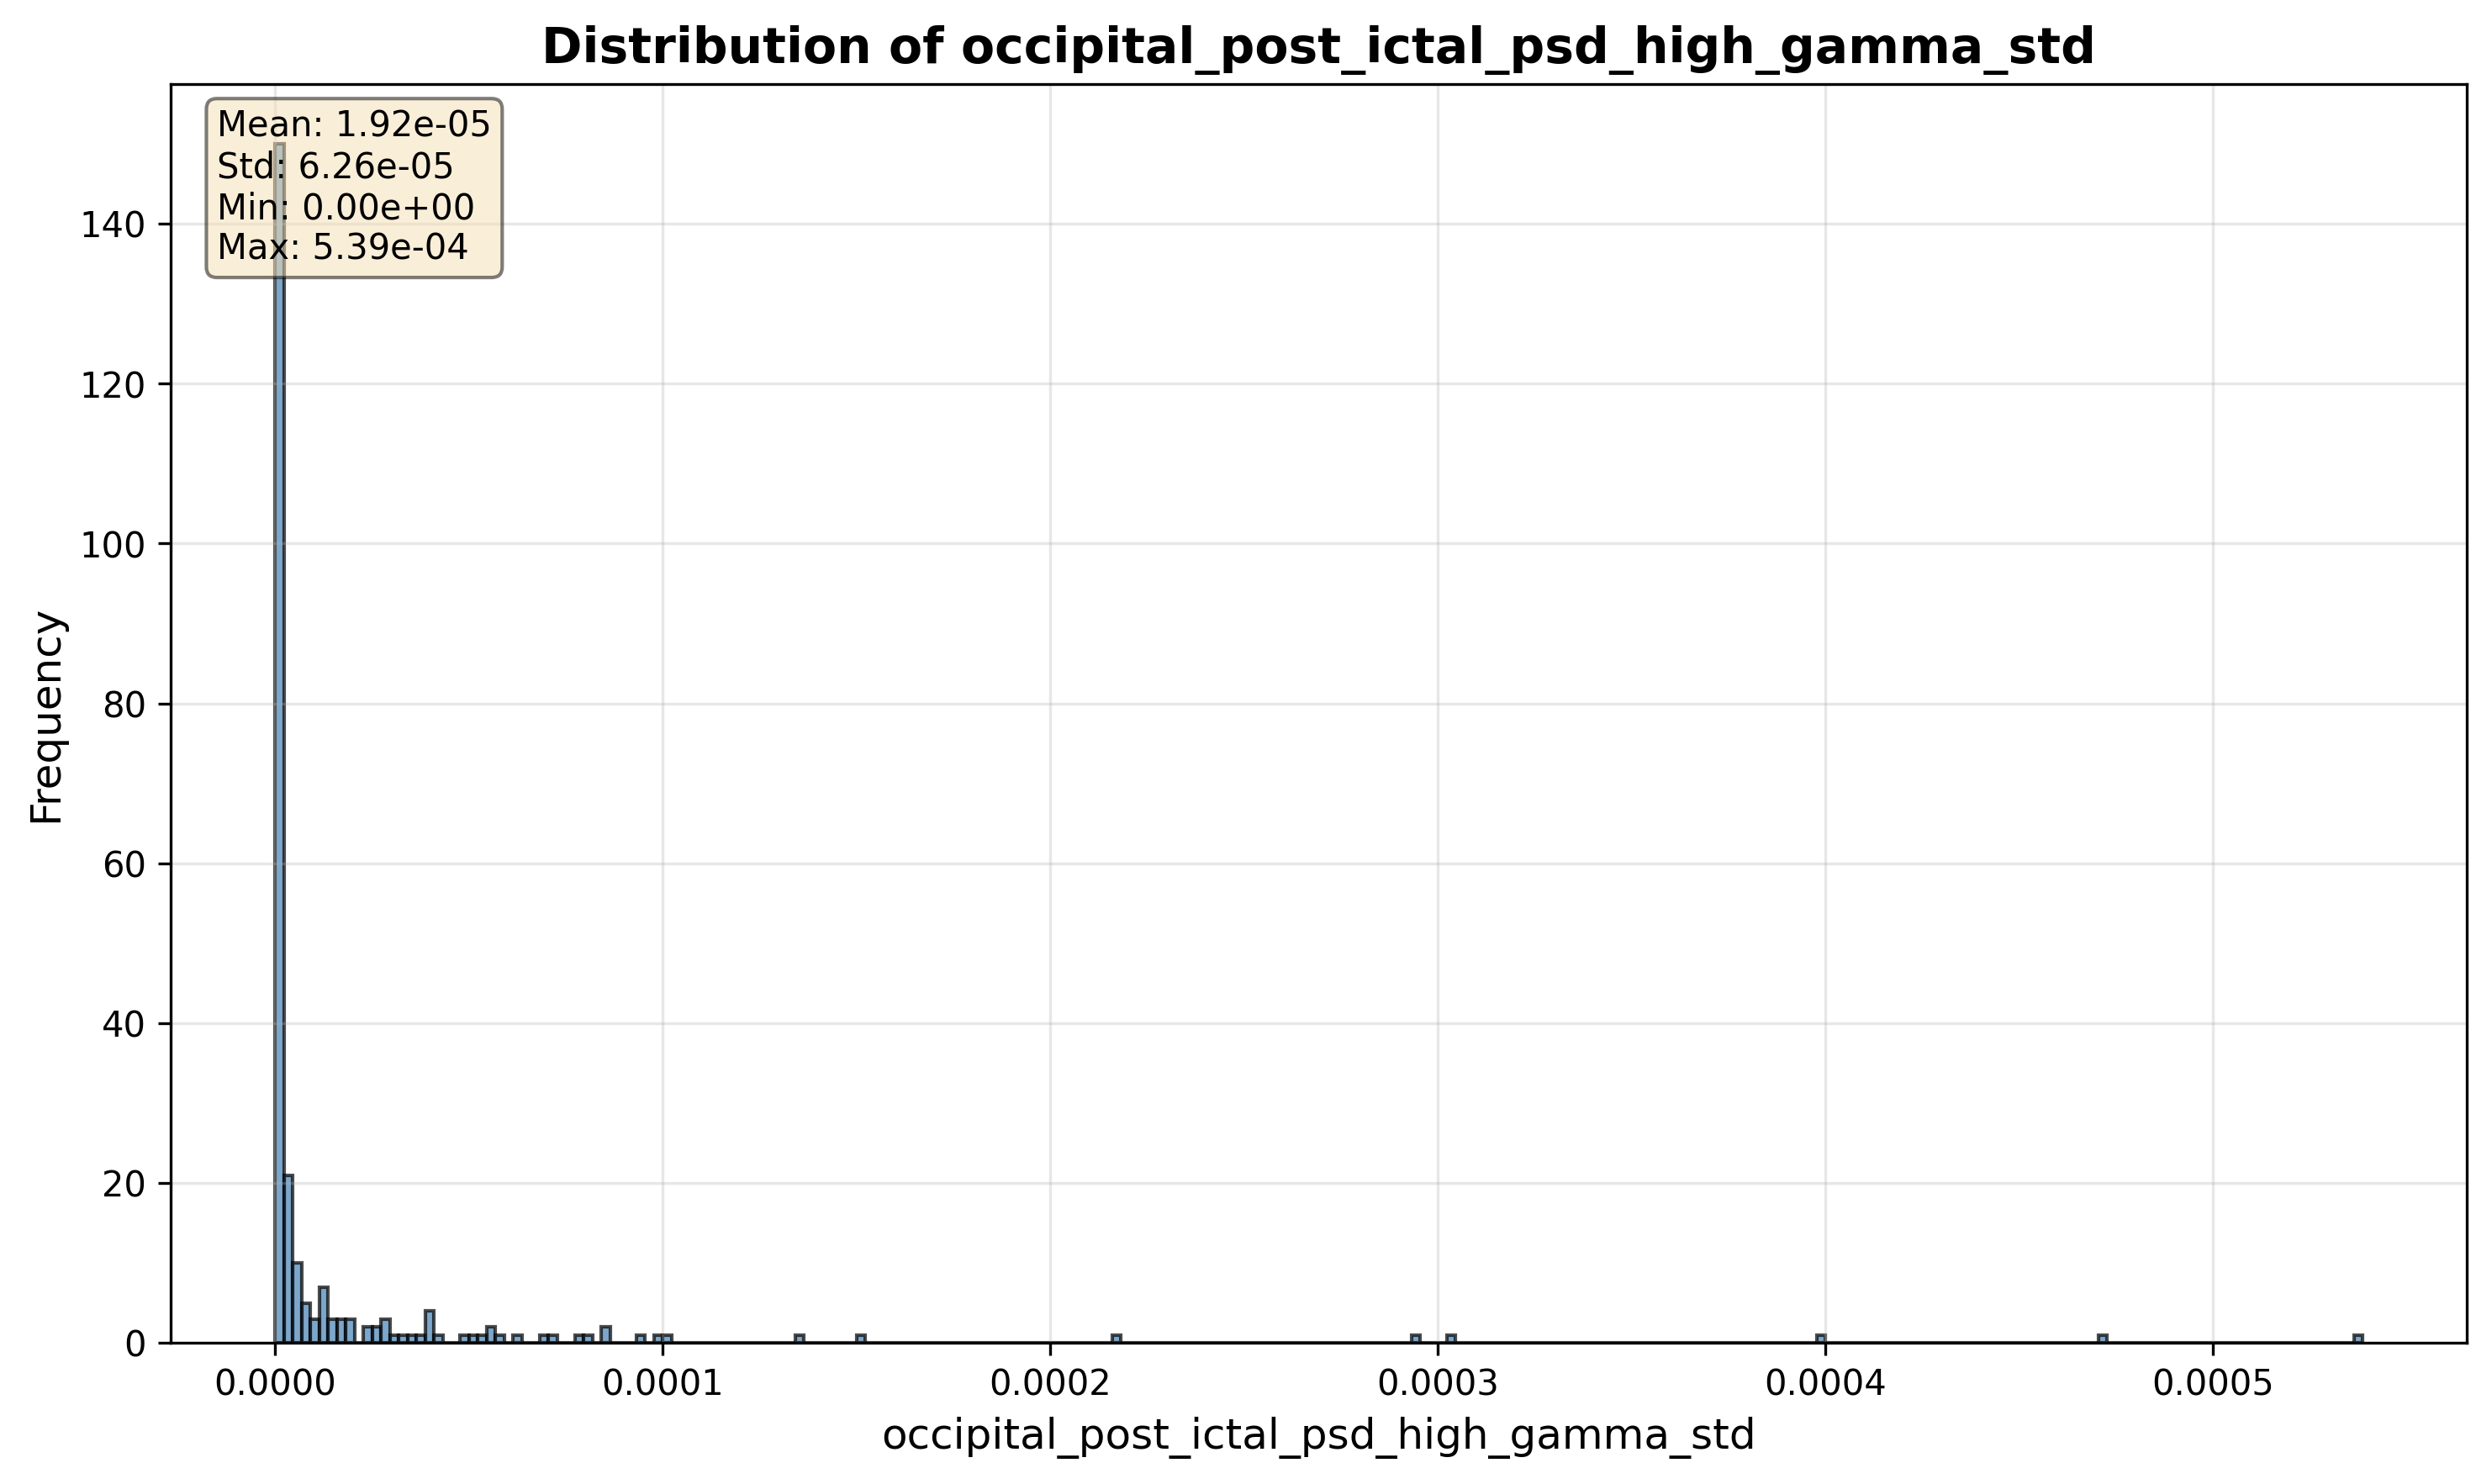 Distribution of occipital_post_ictal_psd_high_gamma_std
Mean: 1.92e-05
Std: 6.26e-05
Min: 0.00e+00
Max: 5.39e-04
140
120
100
80
60
40
20
0
Frequency
0.0000 0.0001 0.0002 0.0003 0.0004 0.0005
occipital_post_ictal_psd_high_gamma_std